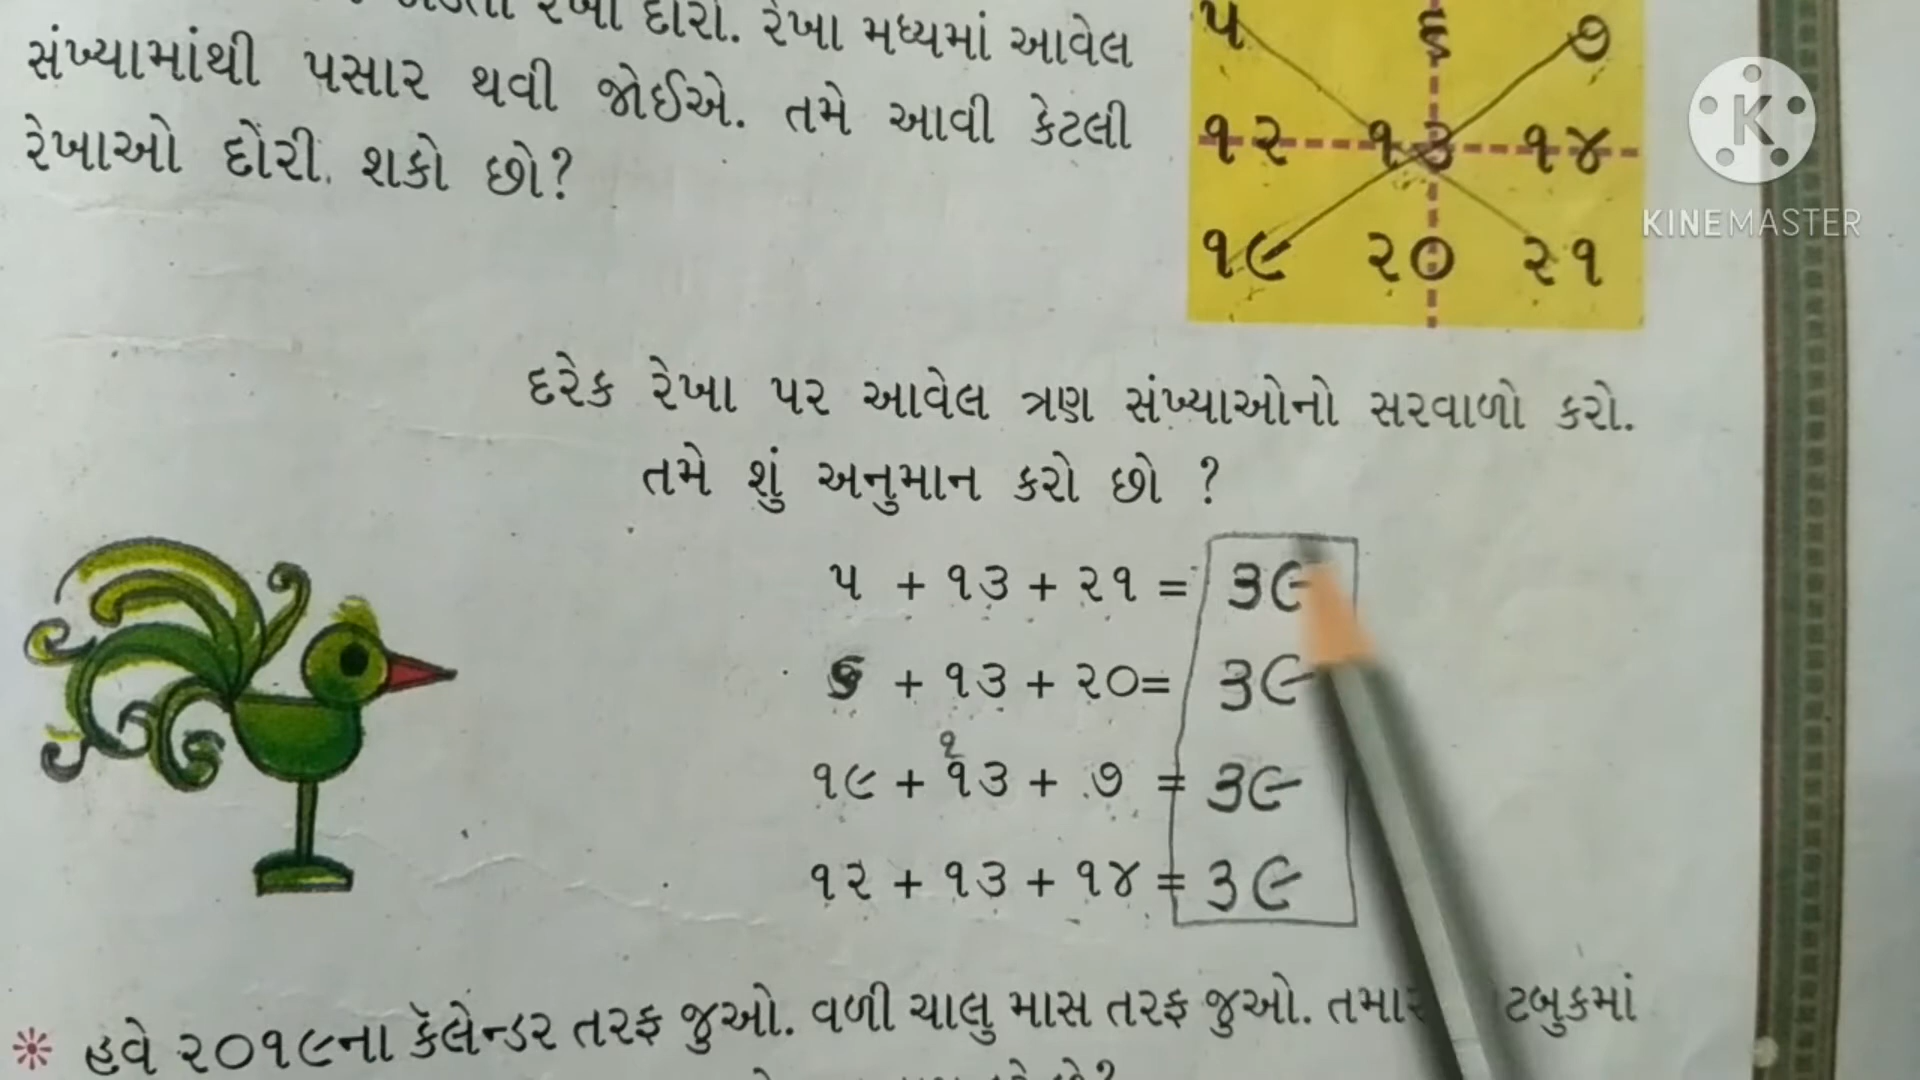 રેખા દોરો. રેખા મધ્યમાં આવેલ
સંખ્યામાંથી પસાર થવી જોઈએ. તમે આવી કેટલી
રેખાઓ દોરી શકો છો?
૫ ૬ ૭
૧૨ ૧૩ ૧૪
૧૯ ૨૦ ૨૧
K
KINEMASTER
દરેક રેખા પર આવેલ ત્રણ સંખ્યાઓનો સરવાળો કરો.
તમે શું અનુમાન કરો છો ?
૫ + ૧૩ + ૨૧ = ૩૯
૬ + ૧૩ + ૨૦= ૩૯
૧
૧૯ + ૧૩ + ૭ = ૩૯
૧૨ + ૧૩ + ૧૪ = ૩૯
હવે ૨૦૧૯ના કૅલેન્ડર તરફ જુઓ. વળી ચાલુ માસ તરફ જુઓ.